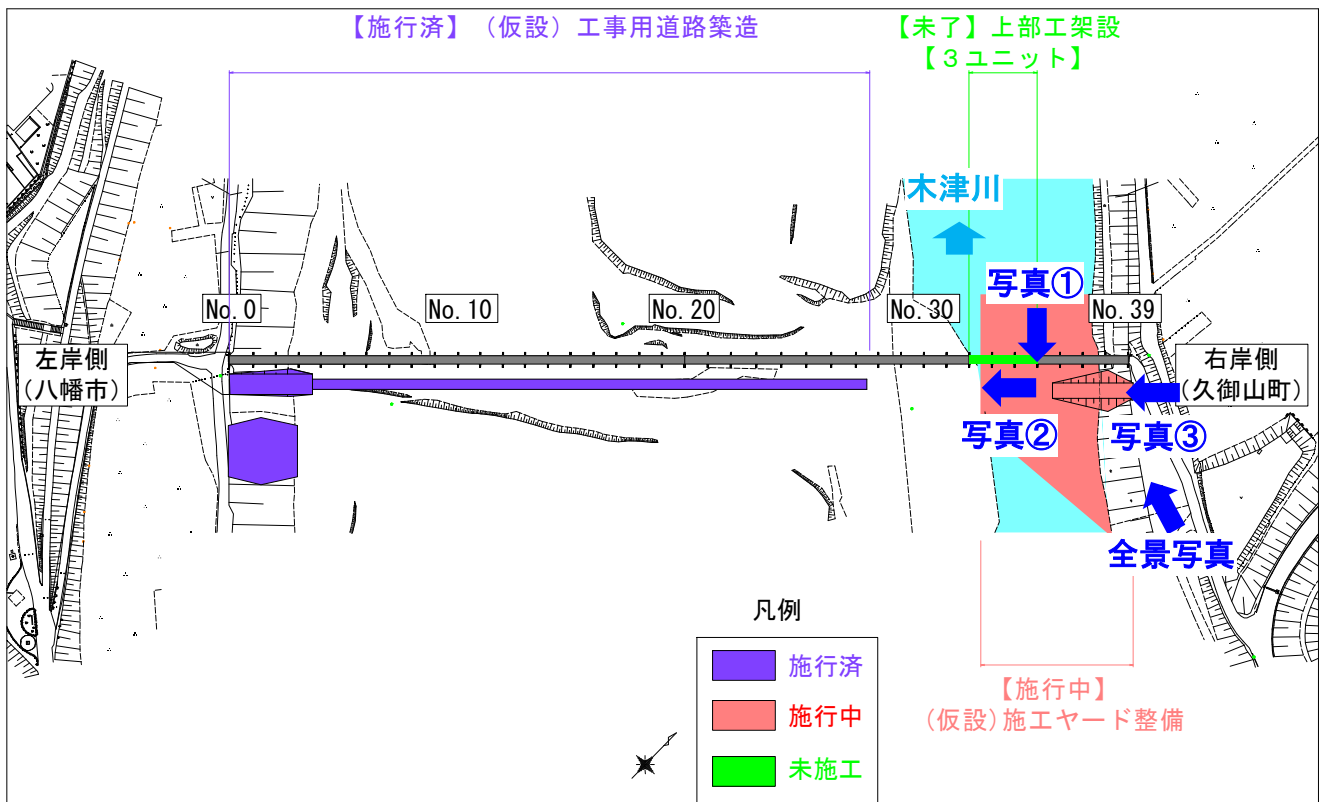 【施行済】（仮設）工事用道路築造
【未了】上部工架設
【３ユニット】
木津川
写真①
No. 0
No. 10
No. 20
No. 30
No. 39
左岸側
(八幡市)
右岸側
(久御山町)
写真②
写真③
全景写真
凡例
施行済
施行中
未施工
【施行中】
(仮設)施工ヤード整備